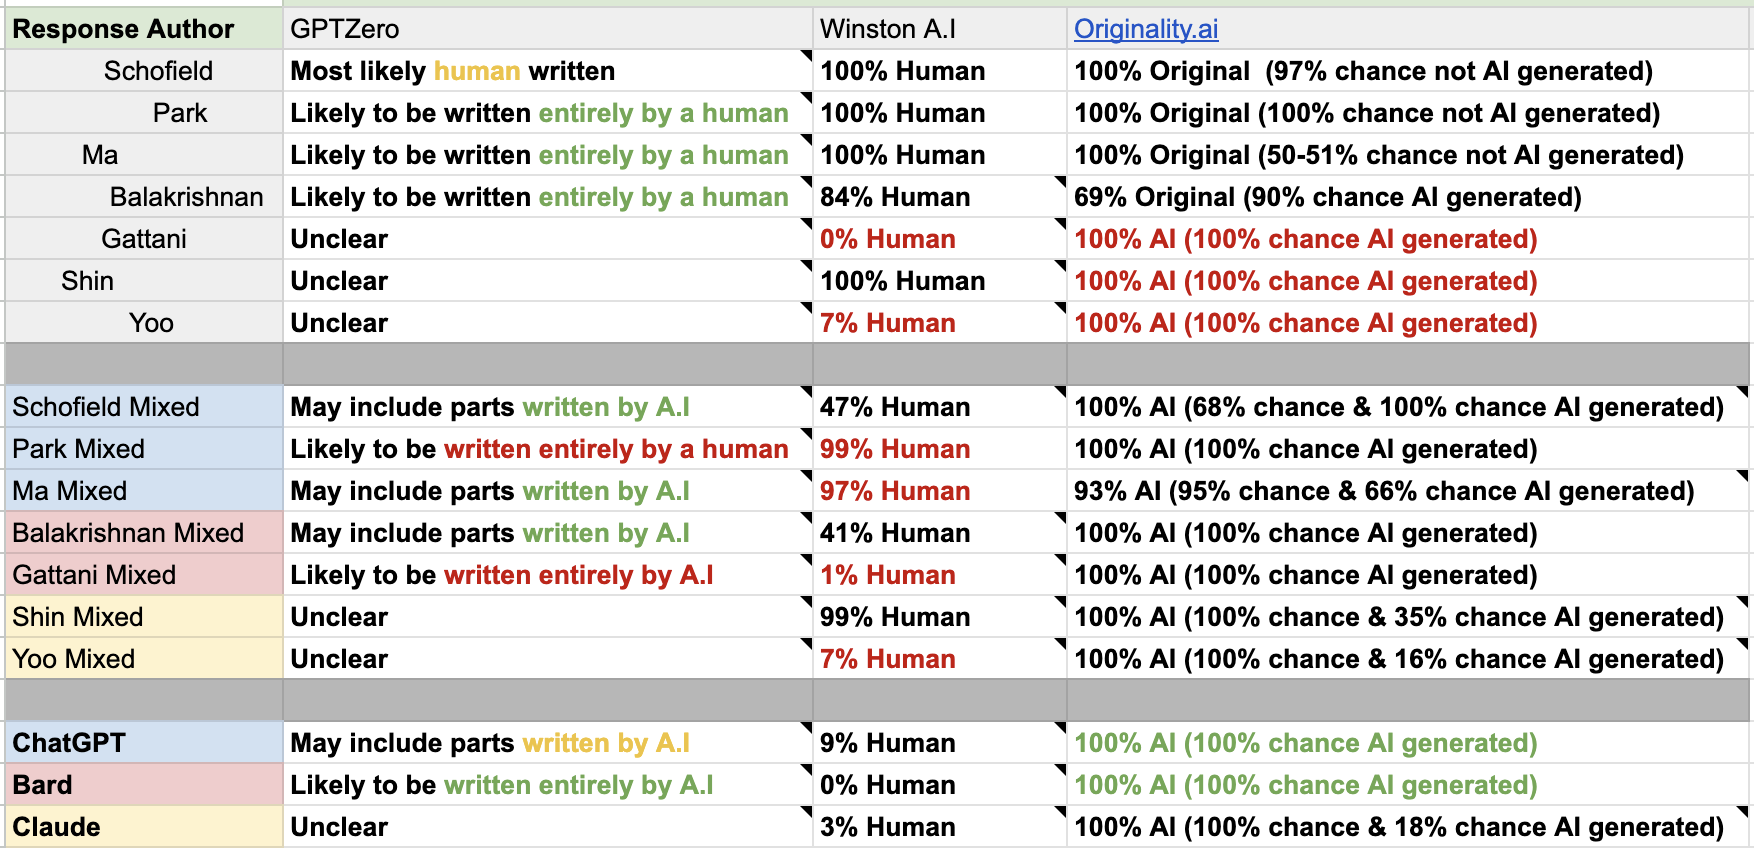 Response Author GPTZero Winston A.I Originality.ai
Schofield Most likely human written 100% Human 100% Original (97% chance not AI generated)
Park Likely to be written entirely by a human 100% Human 100% Original (100% chance not AI generated)
Ma Likely to be written entirely by a human 100% Human 100% Original (50-51% chance not AI generated)
Balakrishnan Likely to be written entirely by a human 84% Human 69% Original (90% chance AI generated)
Gattani Unclear 0% Human 100% AI (100% chance AI generated)
Shin Unclear 100% Human 100% AI (100% chance AI generated)
Yoo Unclear 7% Human 100% AI (100% chance AI generated)
Schofield Mixed May include parts written by A.I 47% Human 100% AI (68% chance & 100% chance AI generated)
Park Mixed Likely to be written entirely by a human 99% Human 100% AI (100% chance AI generated)
Ma Mixed May include parts written by A.I 97% Human 93% AI (95% chance & 66% chance AI generated)
Balakrishnan Mixed May include parts written by A.I 41% Human 100% AI (100% chance AI generated)
Gattani Mixed Likely to be written entirely by A.I 1% Human 100% AI (100% chance AI generated)
Shin Mixed Unclear 99% Human 100% AI (100% chance & 35% chance AI generated)
Yoo Mixed Unclear 7% Human 100% AI (100% chance & 16% chance AI generated)
ChatGPT May include parts written by A.I 9% Human 100% AI (100% chance AI generated)
Bard Likely to be written entirely by A.I 0% Human 100% AI (100% chance AI generated)
Claude Unclear 3% Human 100% AI (100% chance & 18% chance AI generated)